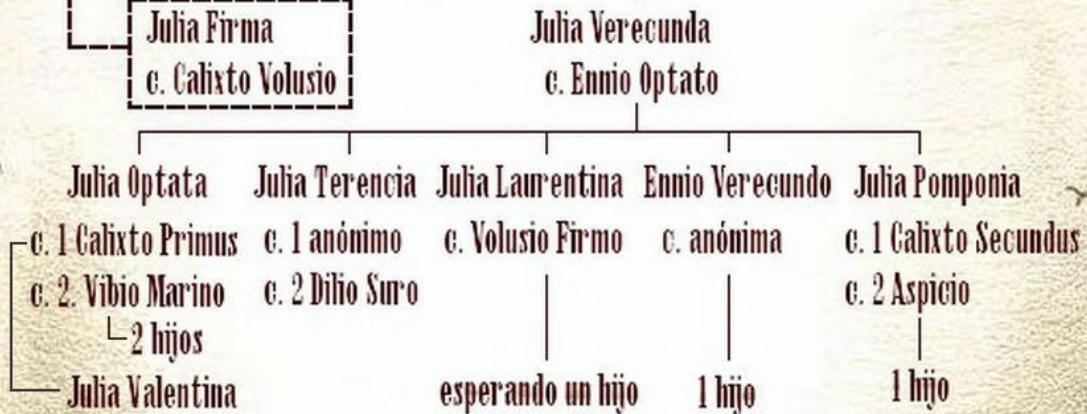 Julia Firma
c. Calixto Volusio
Julia Verecunda
c. Ennio Optato
Julia Optata
c. 1 Calixto Primus
c. 2. Vibio Marino
2 hijos
Julia Valentina
Julia Terencia
c. 1 anónimo
c. 2 Dilio Suro
Julia Laurentina
c. Volusio Firmo
esperando un hijo
Ennio Verecundo
c. anónima
1 hijo
Julia Pomponia
c. 1 Calixto Secundus
c. 2 Aspicio
1 hijo